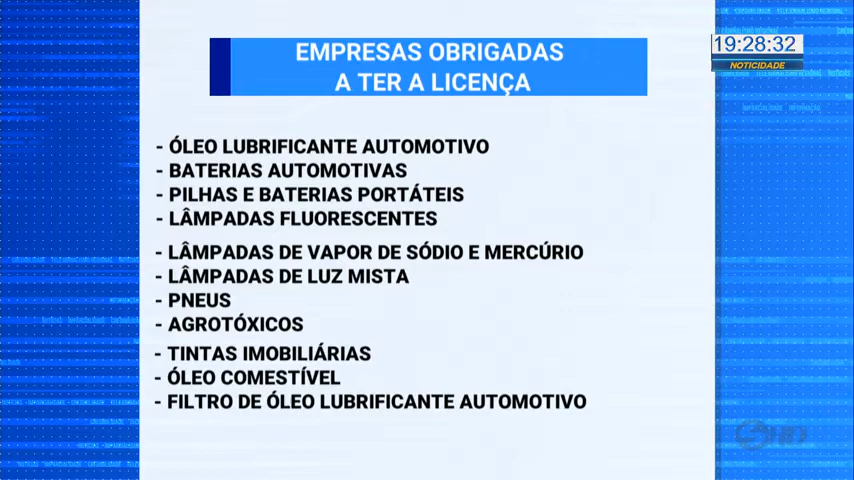 EMPRESAS OBRIGADAS
A TER A LICENÇA
19:28:32
NOTICIDADE
- ÓLEO LUBRIFICANTE AUTOMOTIVO
- BATERIAS AUTOMOTIVAS
- PILHAS E BATERIAS PORTÁTEIS
- LÂMPADAS FLUORESCENTES
- LÂMPADAS DE VAPOR DE SÓDIO E MERCÚRIO
- LÂMPADAS DE LUZ MISTA
- PNEUS
- AGROTÓXICOS
- TINTAS IMOBILIÁRIAS
- ÓLEO COMESTÍVEL
- FILTRO DE ÓLEO LUBRIFICANTE AUTOMOTIVO